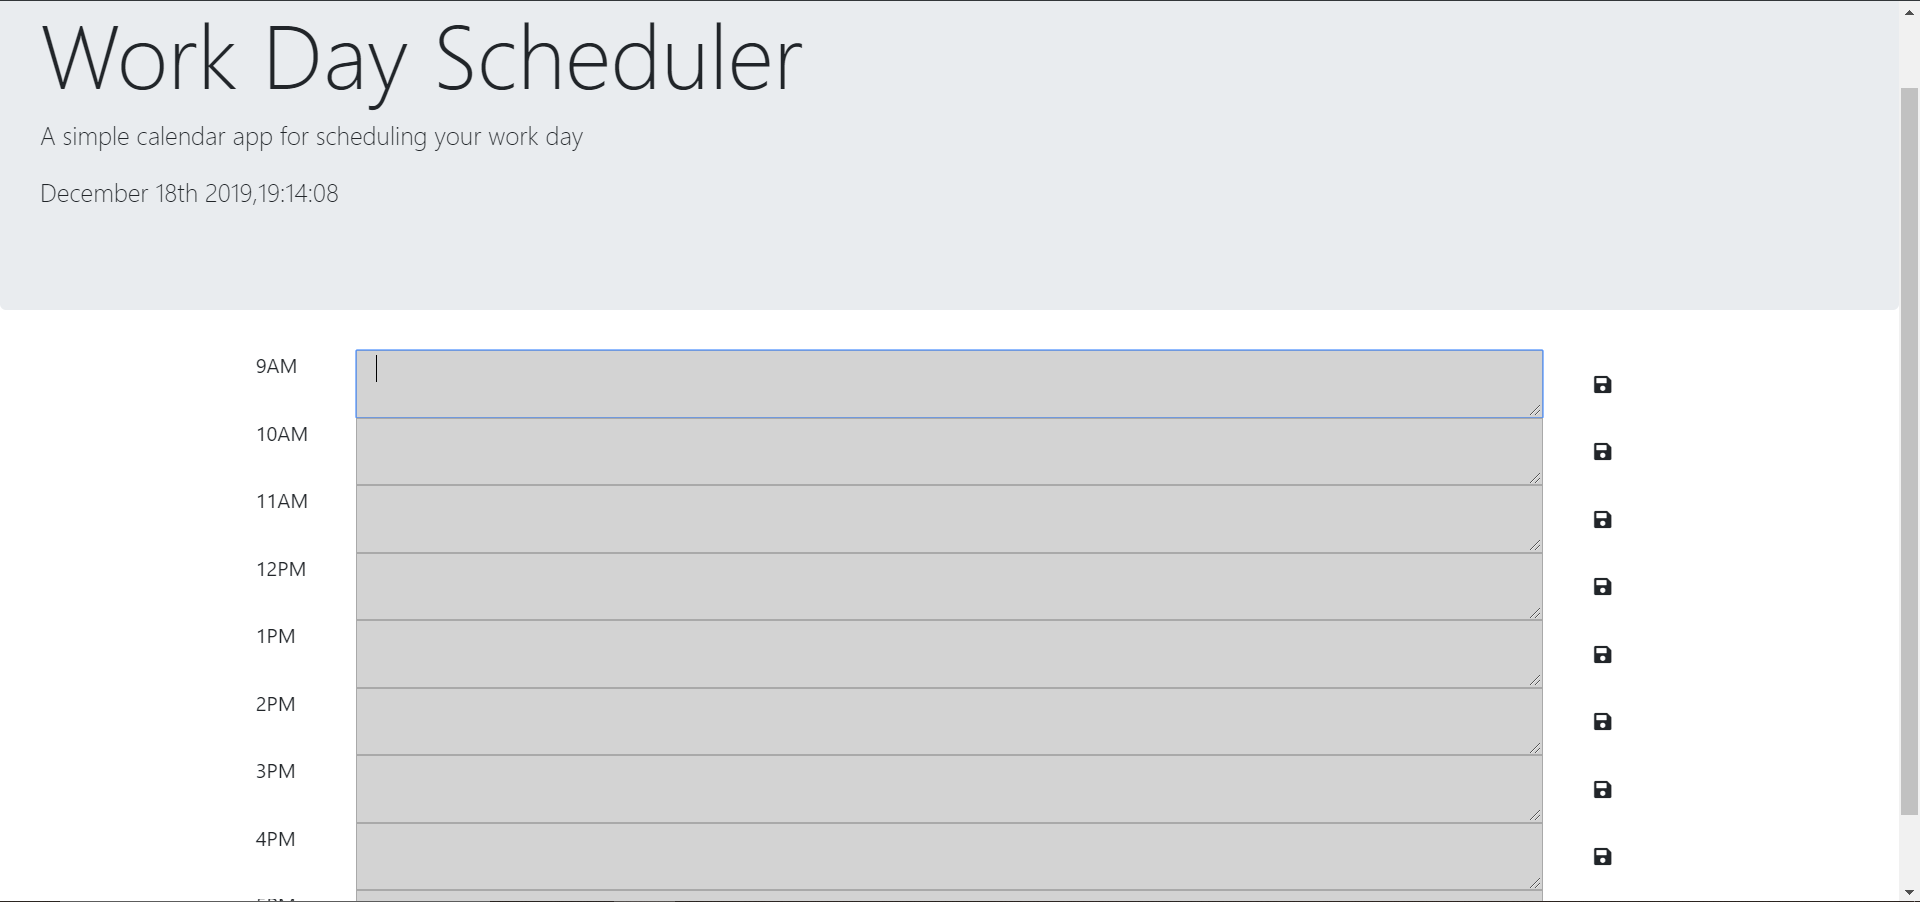 Work Day Scheduler
A simple calendar app for scheduling your work day
December 18th 2019,19:14:08
9AM
10AM
11AM
12PM
1PM
2PM
3PM
4PM